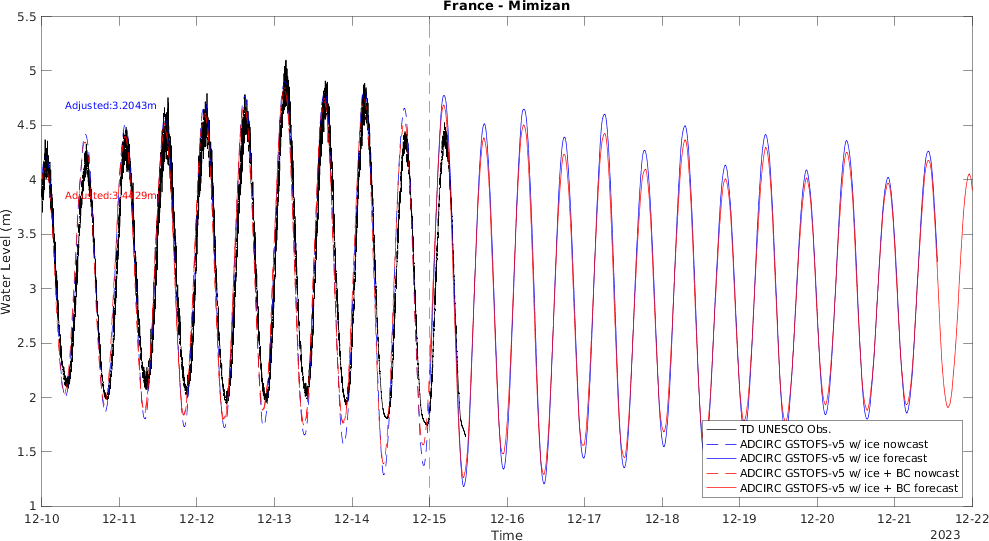 France - Mimizan
Water Level (m)
5.5
5
4.5
4
3.5
3
2.5
2
1.5
1
Adjusted:3.2043m
Adjusted:3.4429m
TD UNESCO Obs.
ADCIRC GSTOFS-v5 w/ ice nowcast
ADCIRC GSTOFS-v5 w/ ice forecast
ADCIRC GSTOFS-v5 w/ ice + BC nowcast
ADCIRC GSTOFS-v5 w/ ice + BC forecast
12-10 12-11 12-12 12-13 12-14 12-15 12-16 12-17 12-18 12-19 12-20 12-21 12-22
Time
2023